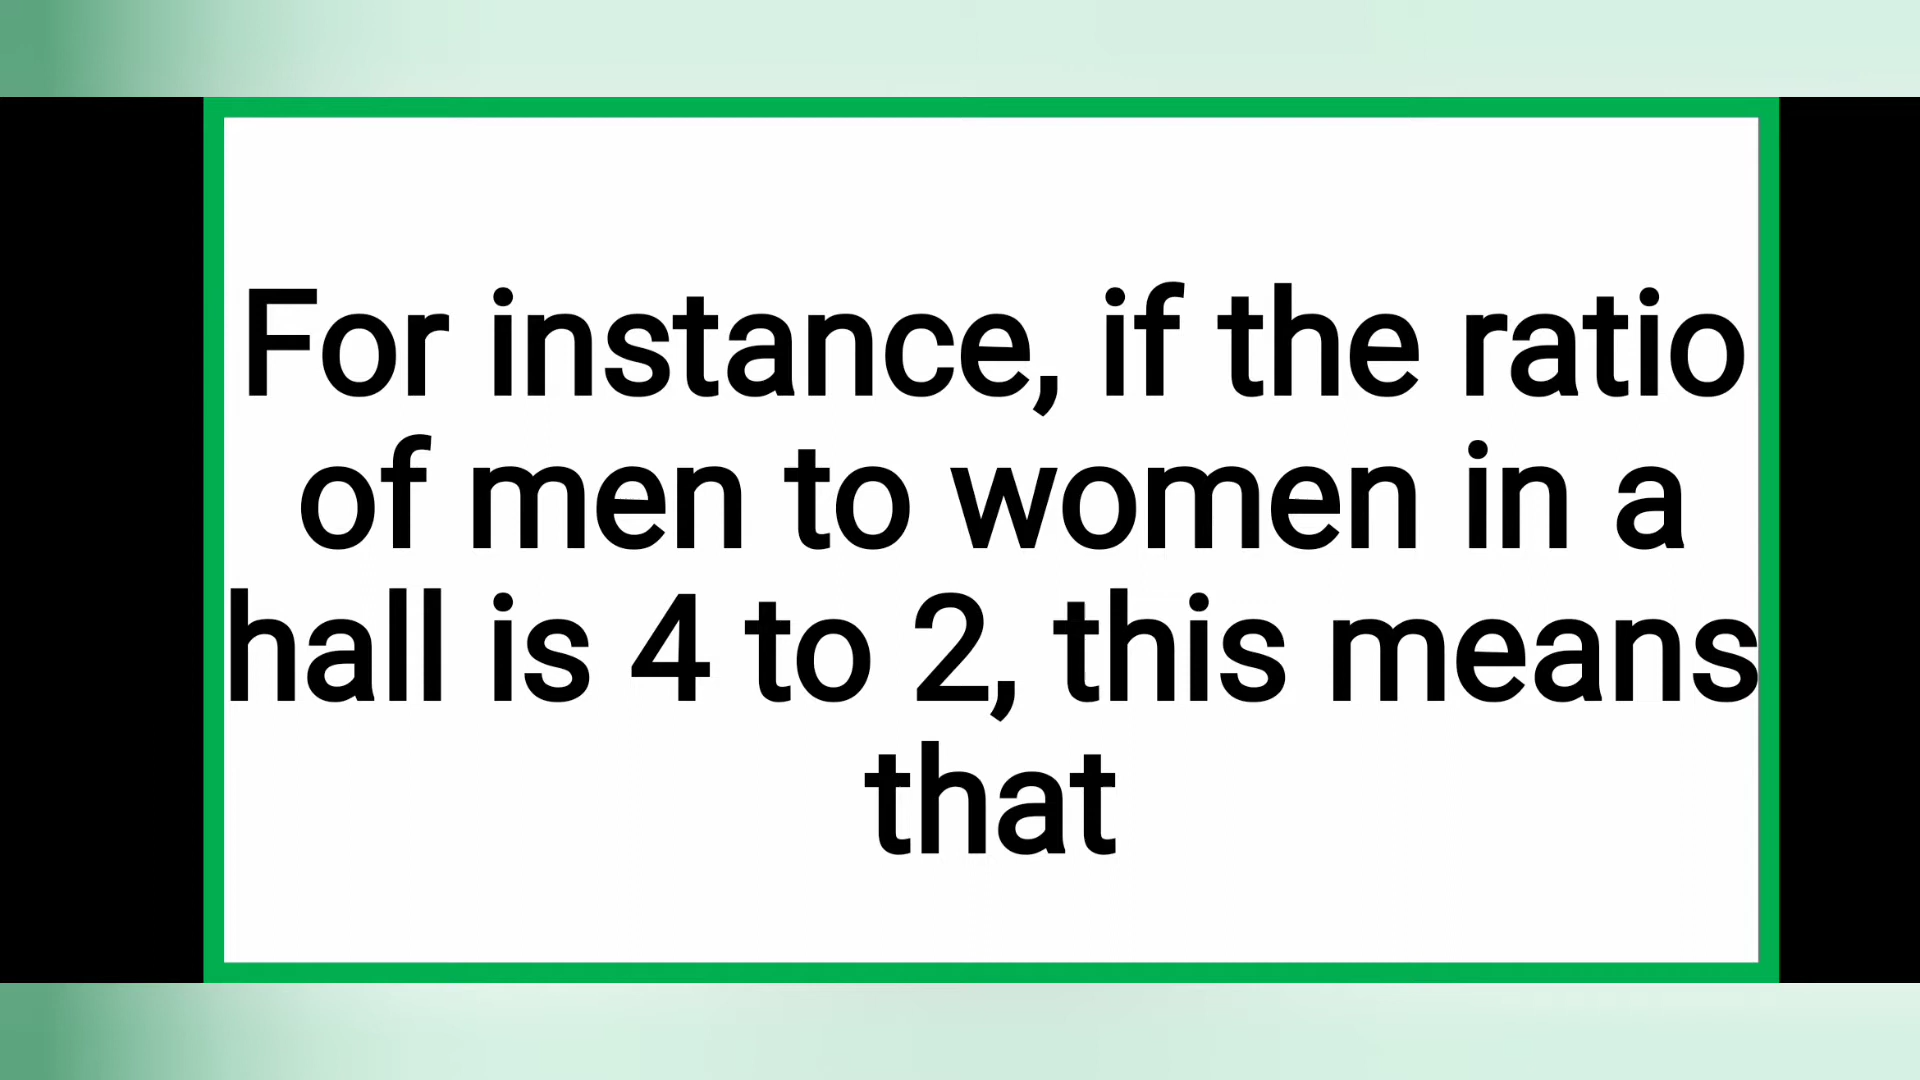 For instance, if the ratio
of men to women in a
hall is 4 to 2, this means
that